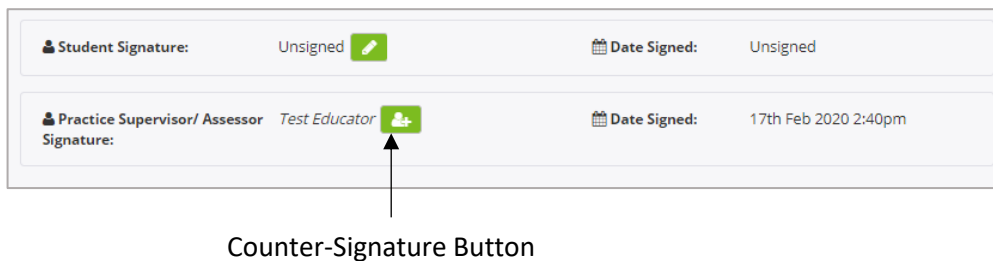 Student Signature: Unsigned Date Signed: Unsigned
Practice Supervisor/ Assessor Test Educator Date Signed: 17th Feb 2020 2:40pm
Signature:
Counter-Signature Button